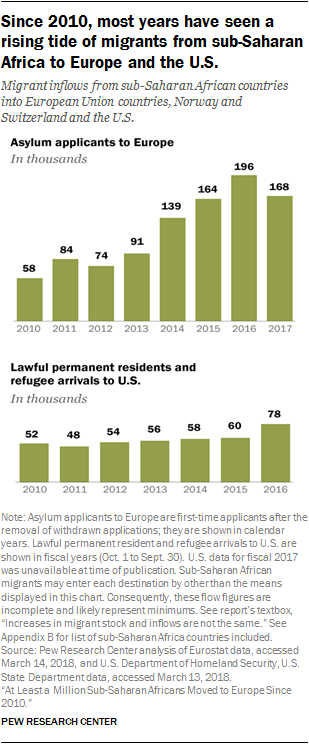 Since 2010, most years have seen a
rising tide of migrants from sub-Saharan
Africa to Europe and the U.S.
Migrant inflows from sub-Saharan African countries
into European Union countries, Norway and
Switzerland and the U.S.
Asylum applicants to Europe
In thousands
58 84 74 91 139 164 196 168
2010 2011 2012 2013 2014 2015 2016 2017
Lawful permanent residents and
refugee arrivals to U.S.
In thousands
52 48 54 56 58 60 78
2010 2011 2012 2013 2014 2015 2016
Note: Asylum applicants to Europe are first-time applicants after the
removal of withdrawn applications; they are shown in calendar
years. Lawful permanent resident and refugee arrivals to U.S. are
shown in fiscal years (Oct. 1 to Sept. 30). U.S. data for fiscal 2017
was unavailable at time of publication. Sub-Saharan African
migrants may enter each destination by other than the means
displayed in this chart. Consequently, these flow figures are
incomplete and likely represent minimums. See report's textbox,
“Increases in migrant stock and inflows are not the same.” See
Appendix B for list of sub-Saharan Africa countries included.
Source: Pew Research Center analysis of Eurostat data, accessed
March 14, 2018, and U.S. Department of Homeland Security, U.S.
State Department data, accessed March 13, 2018.
“At Least a Million Sub-Saharan Africans Moved to Europe Since
2010.”
PEW RESEARCH CENTER